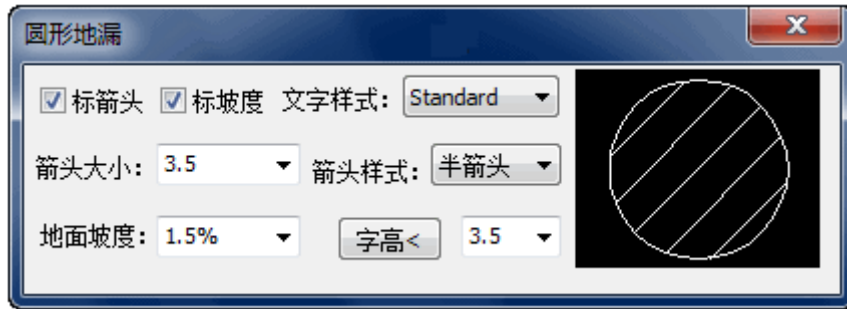 圆形地漏
标箭头 标坡度 文字样式： Standard
箭头大小： 3.5 箭头样式： 半箭头
地面坡度： 1.5% 字高< 3.5